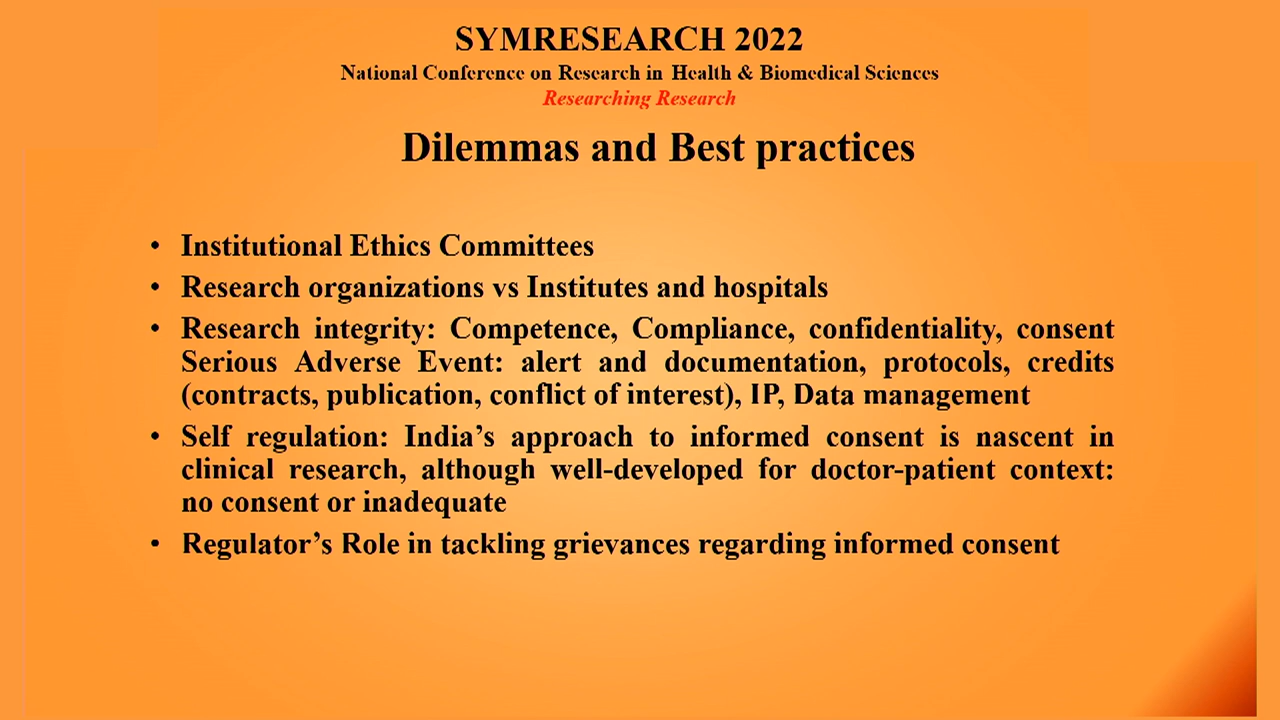 SYMRESEARCH 2022
National Conference on Research in Health & Biomedical Sciences
Researching Research
Dilemmas and Best practices
• Institutional Ethics Committees
• Research organizations vs Institutes and hospitals
• Research integrity: Competence, Compliance, confidentiality, consent
Serious Adverse Event: alert and documentation, protocols, credits
(contracts, publication, conflict of interest), IP, Data management
• Self regulation: India’s approach to informed consent is nascent in
clinical research, although well-developed for doctor-patient context:
no consent or inadequate
• Regulator’s Role in tackling grievances regarding informed consent